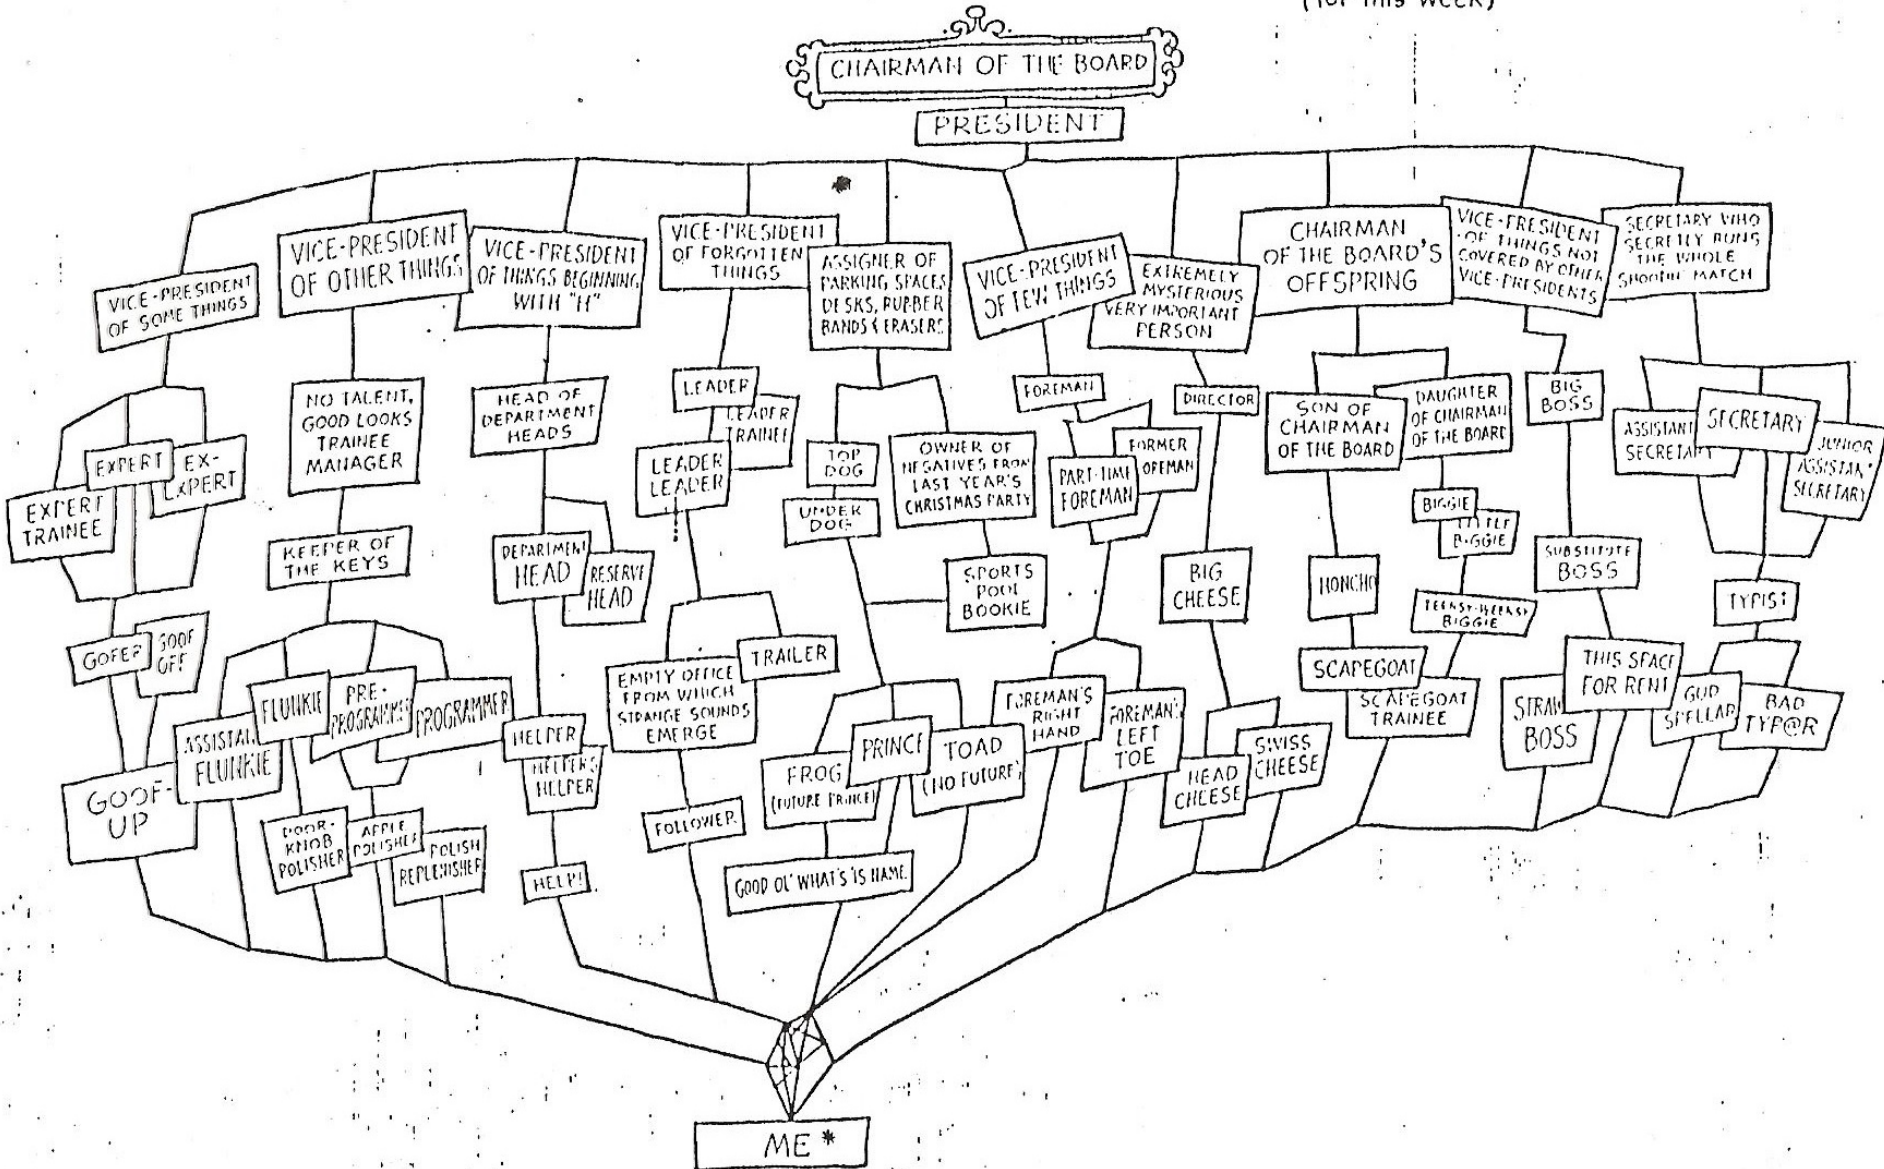 (for this week)
CHAIRMAN OF THE BOARD
PRESIDENT
VICE-PRESIDENT
OF SOME THINGS
VICE-PRESIDENT
OF OTHER THINGS
VICE-PRESIDENT
OF THINGS BEGINNING
WITH "H"
VICE-PRESIDENT
OF FORGOTTEN
THINGS
ASSIGNER OF
PARKING SPACES
DESKS, RUBBER
BANDS & ERASERS
VICE-PRESIDENT
OF FEW THINGS
EXTREMELY
MYSTERIOUS
VERY IMPORTANT
PERSON
CHAIRMAN
OF THE BOARD'S
OFFSPRING
VICE-PRESIDENT
OF THINGS NOT
COVERED BY OTHER
VICE-PRESIDENTS
SECRETARY WHO
SECRETLY RUNS
THE WHOLE
SHOOTIN' MATCH
EXPERT
TRAINEE
EXPERT
EX-
EXPERT
NO TALENT,
GOOD LOOKS
TRAINEE
MANAGER
HEAD OF
DEPARTMENT
HEADS
LEADER
LEADER
TRAINEE
LEADER
LEADER
TOP
DOG
UNDER
DOG
OWNER OF
NEGATIVES FROM
LAST YEAR'S
CHRISTMAS PARTY
FOREMAN
PART-TIME
FOREMAN
FORMER
FOREMAN
DIRECTOR
SON OF
CHAIRMAN
OF THE BOARD
DAUGHTER
OF CHAIRMAN
OF THE BOARD
BIG
BOSS
ASSISTANT
SECRETARY
SECRETARY
JUNIOR
ASSISTANT
SECRETARY
KEEPER OF
THE KEYS
DEPARTMENT
HEAD
RESERVE
HEAD
SPORTS
POOL
BOOKIE
BIG
CHEESE
HONCHO
BIGGIE
LITTLE
BIGGIE
TEENSY-WEENSY
BIGGIE
SUBSTITUTE
BOSS
TYPIST
GOFER
GOOF
OFF
ASSISTANT
FLUNKIE
FLUNKIE
PRE-
PROGRAMMER
PROGRAMMER
HELPER
HELPER'S
HELPER
EMPTY OFFICE
FROM WHICH
STRANGE SOUNDS
EMERGE
TRAILER
FROG
(FUTURE PRINCE)
PRINCE
TOAD
(NO FUTURE)
FOREMAN'S
RIGHT
HAND
FOREMAN'S
LEFT
TOE
HEAD
CHEESE
SWISS
CHEESE
SCAPEGOAT
SCAPEGOAT
TRAINEE
STRAW
BOSS
THIS SPACE
FOR RENT
GUD
SPELLAR
BAD
TYP@R
GOOF-
UP
DOOR-
KNOB
POLISHER
APPLE
POLISHER
POLISH
REPLENISHER
HELP!
FOLLOWER
GOOD OL' WHAT'S 'IS NAME
ME *